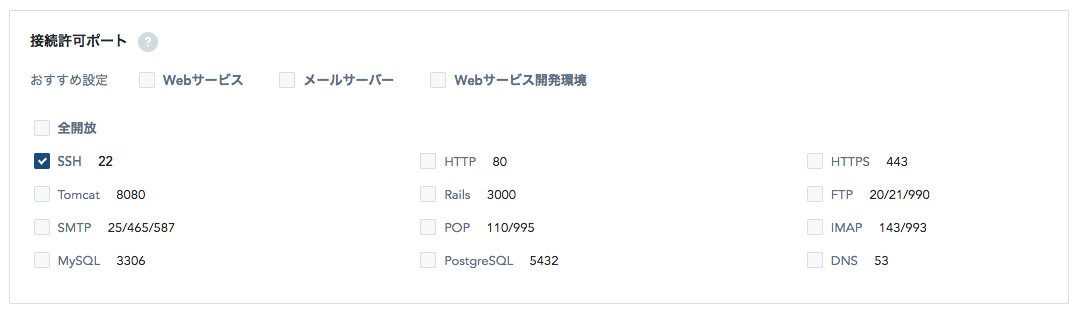 接続許可ポート ?
おすすめ設定 Webサービス メールサーバー Webサービス開発環境
全開放
SSH 22 HTTP 80 HTTPS 443
Tomcat 8080 Rails 3000 FTP 20/21/990
SMTP 25/465/587 POP 110/995 IMAP 143/993
MySQL 3306 PostgreSQL 5432 DNS 53